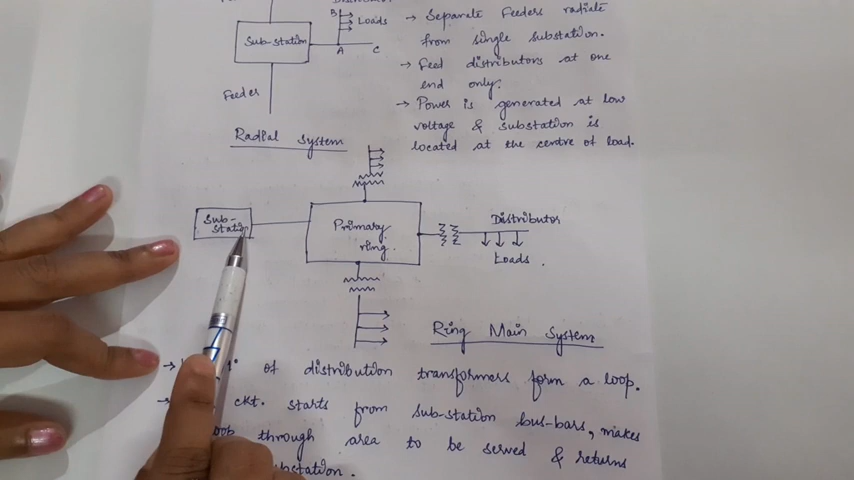 B
Loads
Sub-station
A
C
Feeder
Radial System
→ Separate Feeders radiate
from single substation.
→ Feed distributors at one
end only.
→ Power is generated at low
voltage & substation is
located at the centre of load.
Sub-
station
Primary
ring
Distributor
Loads
Ring Main System
→ 1° of distribution transformers form a loop.
→ ckt. starts from sub-station bus-bars, makes
through area to be served & returns
substation.